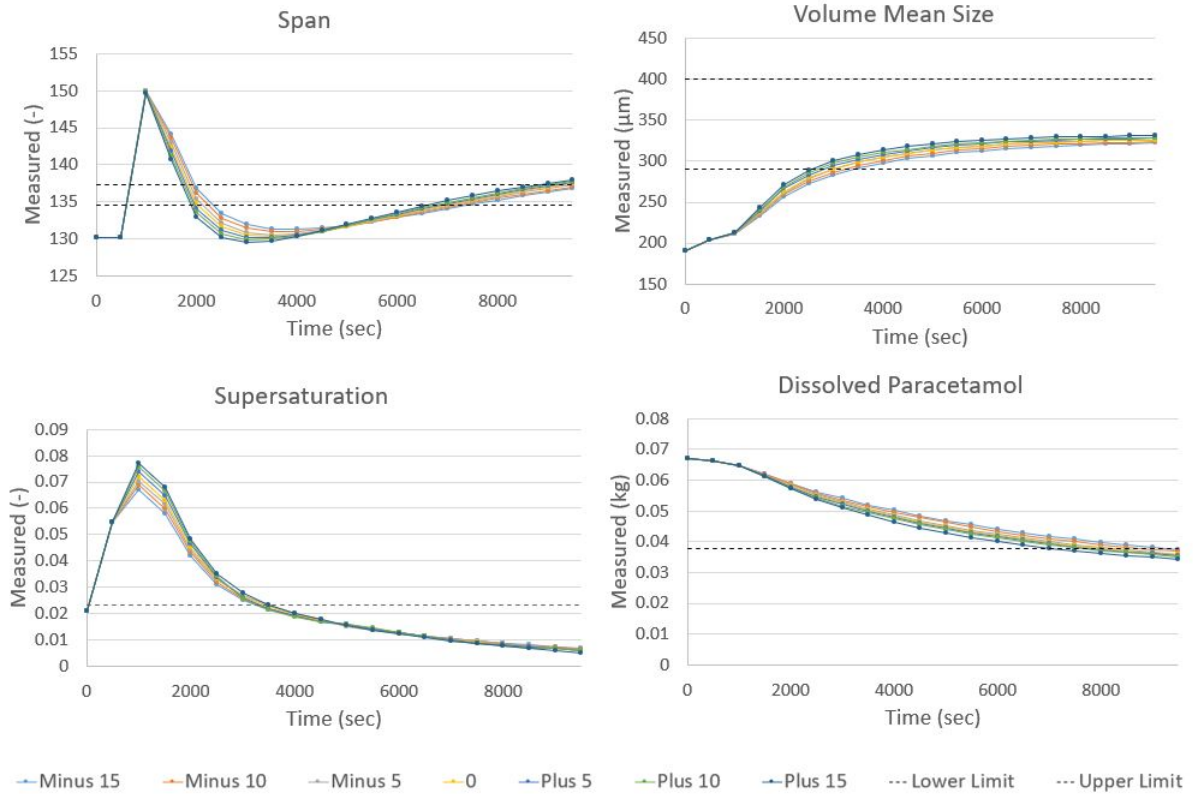 Span
155
150
145
140
135
130
125
Measured (-)
0 2000 4000 6000 8000
Time (sec)
Volume Mean Size
450
400
350
300
250
200
150
Measured (μm)
0 2000 4000 6000 8000
Time (sec)
Supersaturation
0.09
0.08
0.07
0.06
0.05
0.04
0.03
0.02
0.01
0
Measured (-)
0 2000 4000 6000 8000
Time (sec)
Dissolved Paracetamol
0.08
0.07
0.06
0.05
0.04
0.03
0.02
0.01
0
Measured (kg)
0 2000 4000 6000 8000
Time (sec)
Minus 15 Minus 10 Minus 5 0 Plus 5 Plus 10 Plus 15 Lower Limit Upper Limit